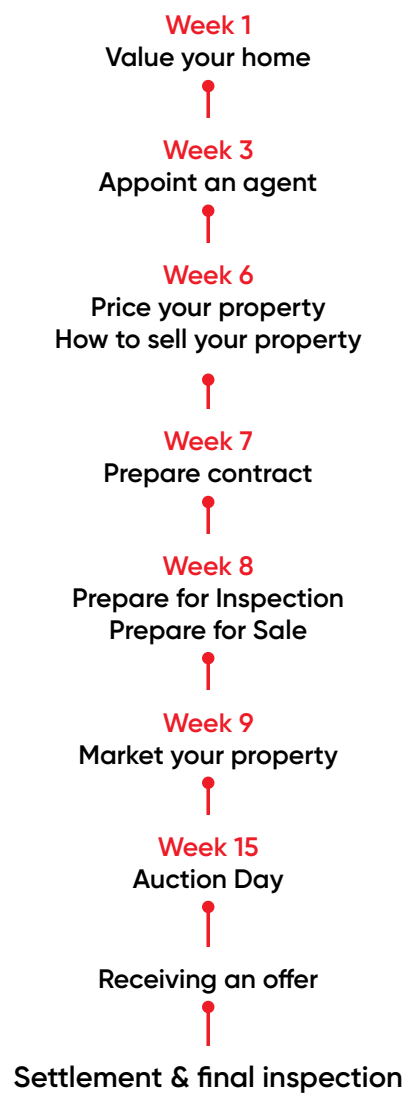 Week 1
Value your home
Week 3
Appoint an agent
Week 6
Price your property
How to sell your property
Week 7
Prepare contract
Week 8
Prepare for Inspection
Prepare for Sale
Week 9
Market your property
Week 15
Auction Day
Receiving an offer
Settlement & final inspection